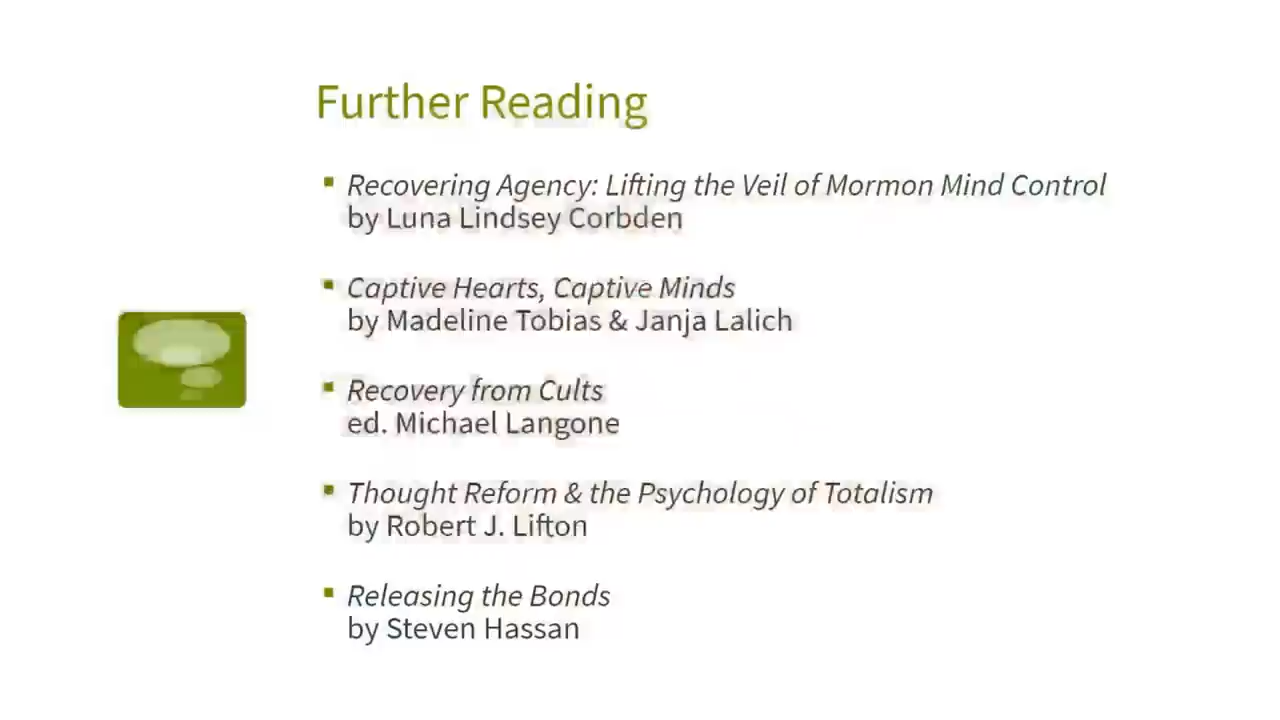 Further Reading
Recovering Agency: Lifting the Veil of Mormon Mind Control
by Luna Lindsey Corbden
Captive Hearts, Captive Minds
by Madeline Tobias & Janja Lalich
Recovery from Cults
ed. Michael Langone
Thought Reform & the Psychology of Totalism
by Robert J. Lifton
Releasing the Bonds
by Steven Hassan